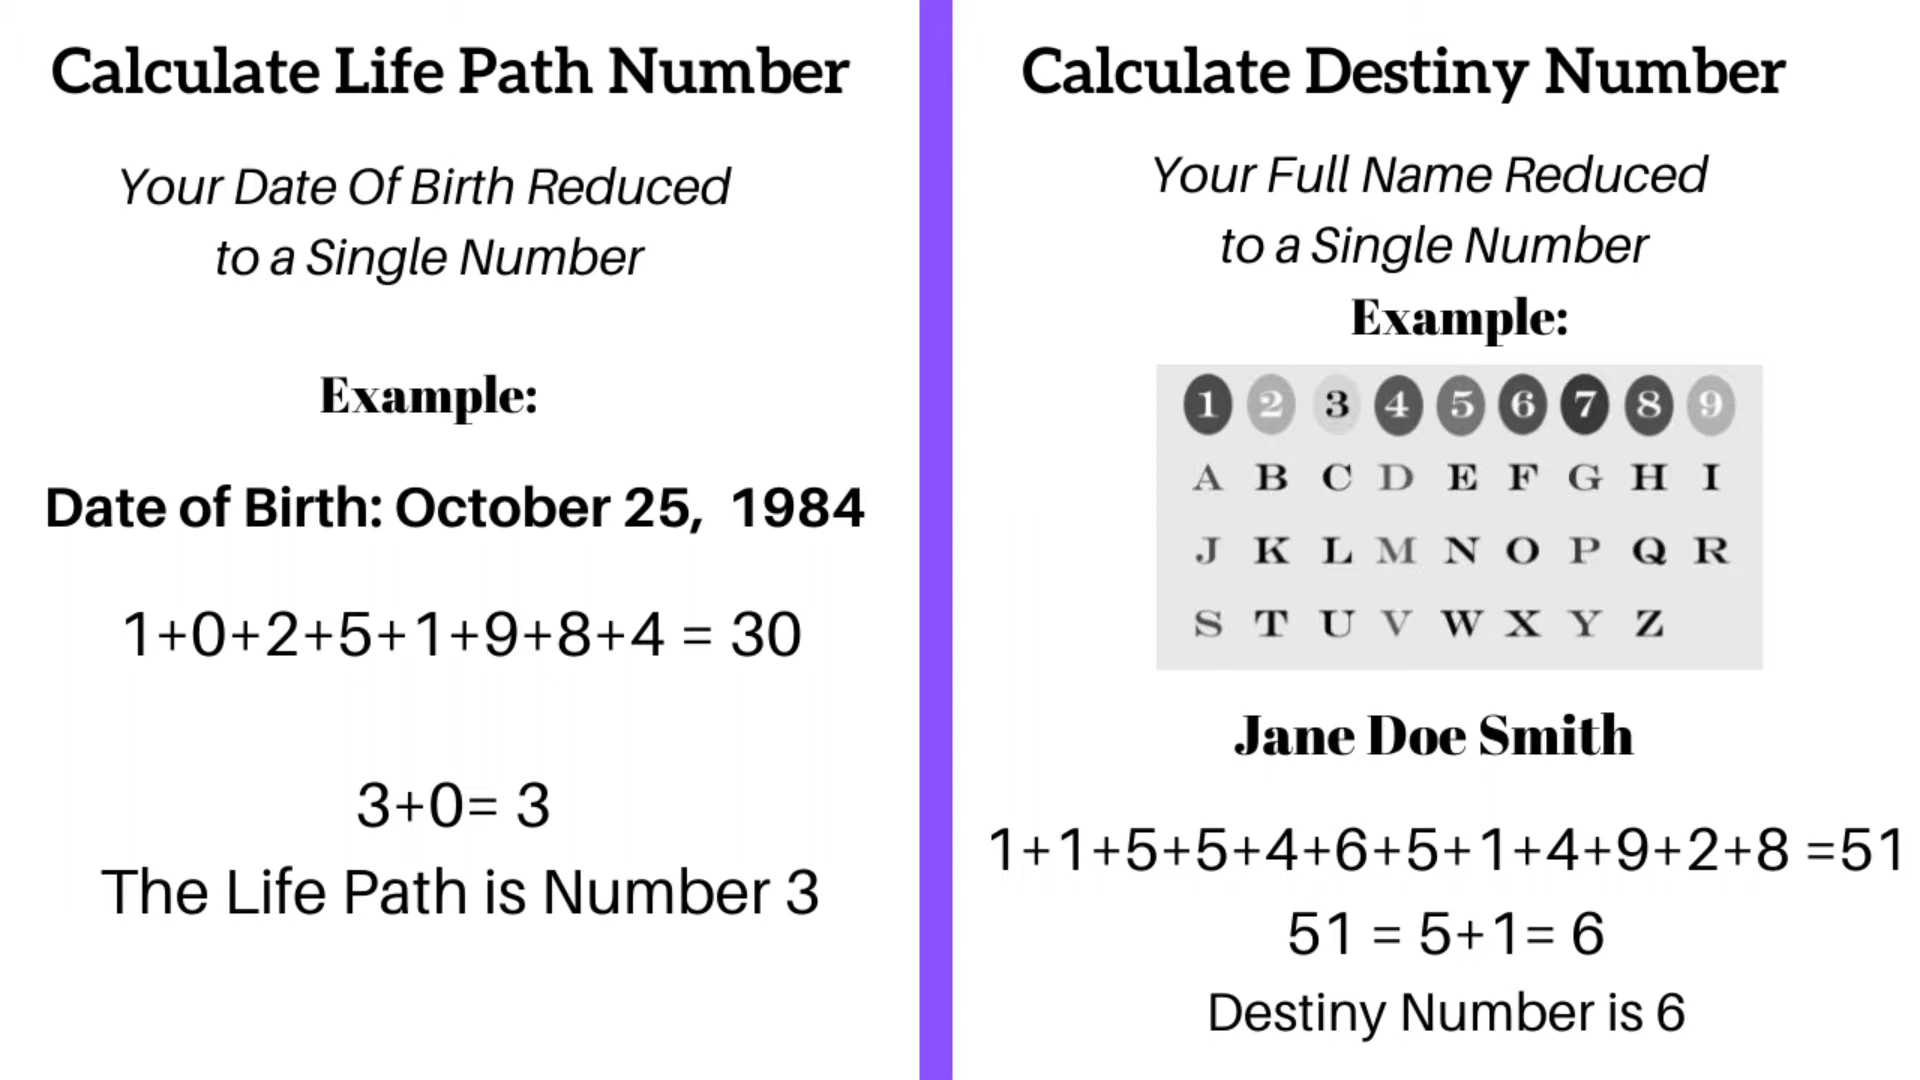 Calculate Life Path Number
Your Date Of Birth Reduced
to a Single Number
Example:
Date of Birth: October 25, 1984
1+0+2+5+1+9+8+4 = 30
3+0= 3
The Life Path is Number 3
Calculate Destiny Number
Your Full Name Reduced
to a Single Number
Example:
1 2 3 4 5 6 7 8 9
A B C D E F G H I
J K L M N O P Q R
S T U V W X Y Z
Jane Doe Smith
1+1+5+5+4+6+5+1+4+9+2+8 =51
51 = 5+1= 6
Destiny Number is 6